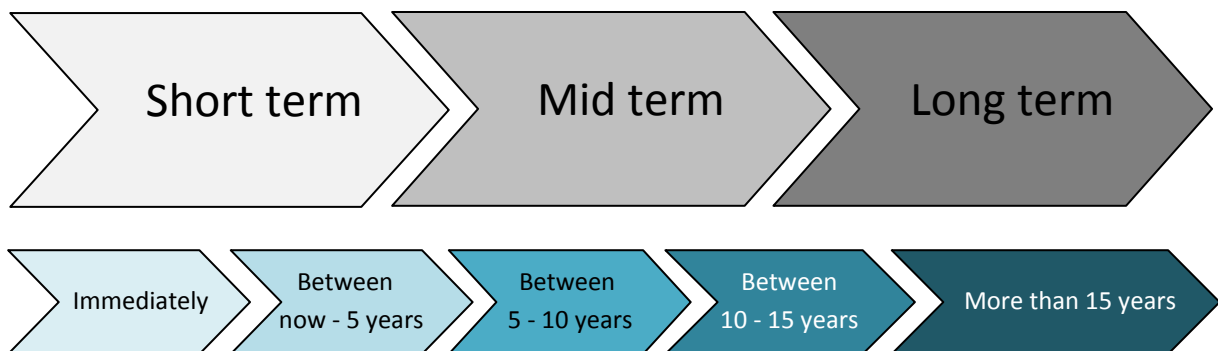 Short term
Mid term
Long term
Immediately
Between
now - 5 years
Between
5 - 10 years
Between
10 - 15 years
More than 15 years